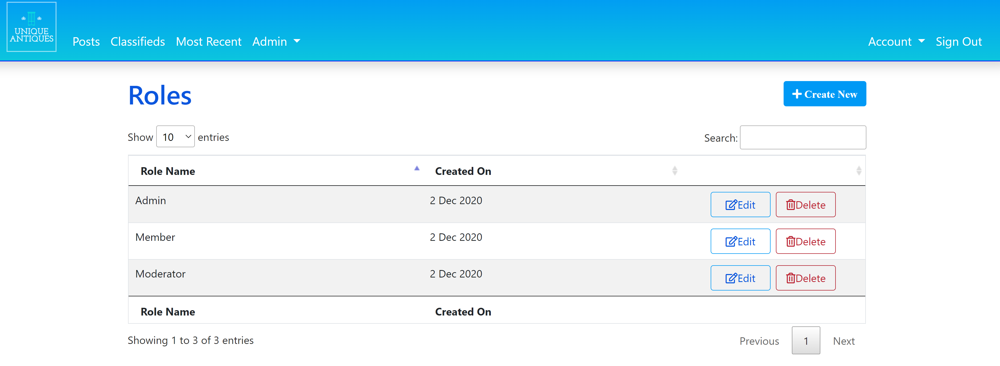 UNIQUE
ANTIQUES
Posts Classifieds Most Recent Admin Account Sign Out
Roles
Create New
Show 10 entries Search:
Role Name Created On
Admin 2 Dec 2020 Edit Delete
Member 2 Dec 2020 Edit Delete
Moderator 2 Dec 2020 Edit Delete
Role Name Created On
Showing 1 to 3 of 3 entries Previous 1 Next